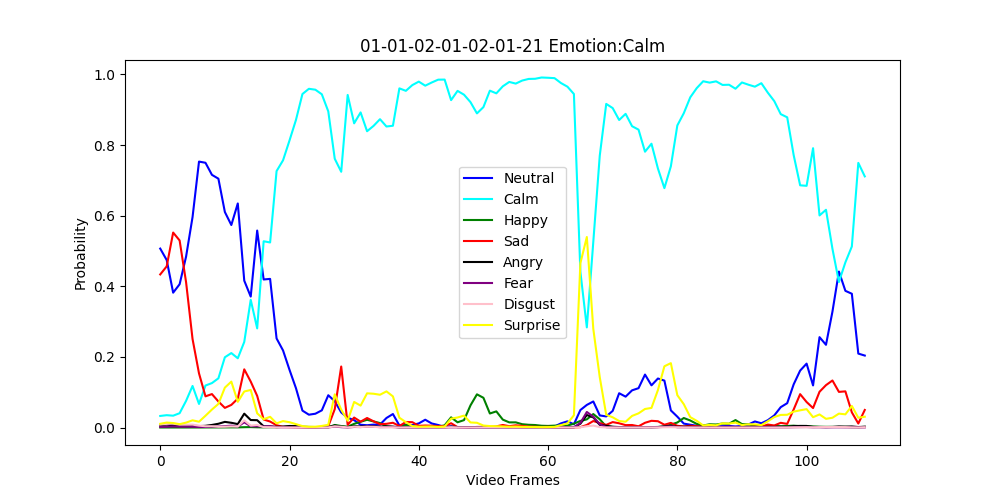 01-01-02-01-02-01-21 Emotion:Calm
Probability
1.0
0.8
0.6
0.4
0.2
0.0
Neutral
Calm
Happy
Sad
Angry
Fear
Disgust
Surprise
0 20 40 60 80 100
Video Frames